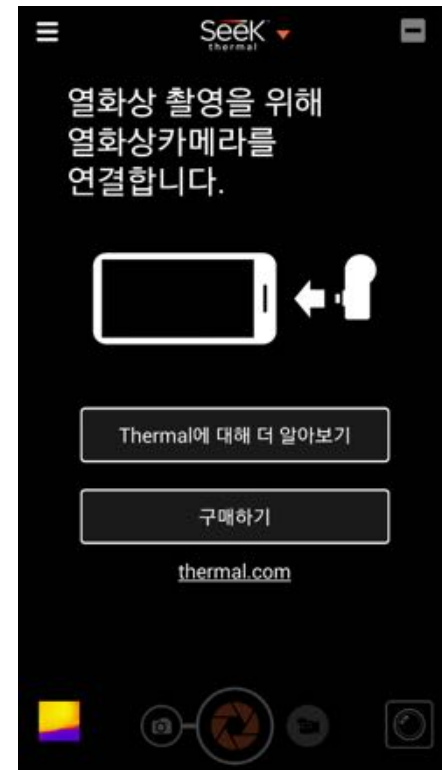 Seek
thermal
열화상 촬영을 위해
열화상카메라를
연결합니다.
Thermal에 대해 더 알아보기
구매하기
thermal.com